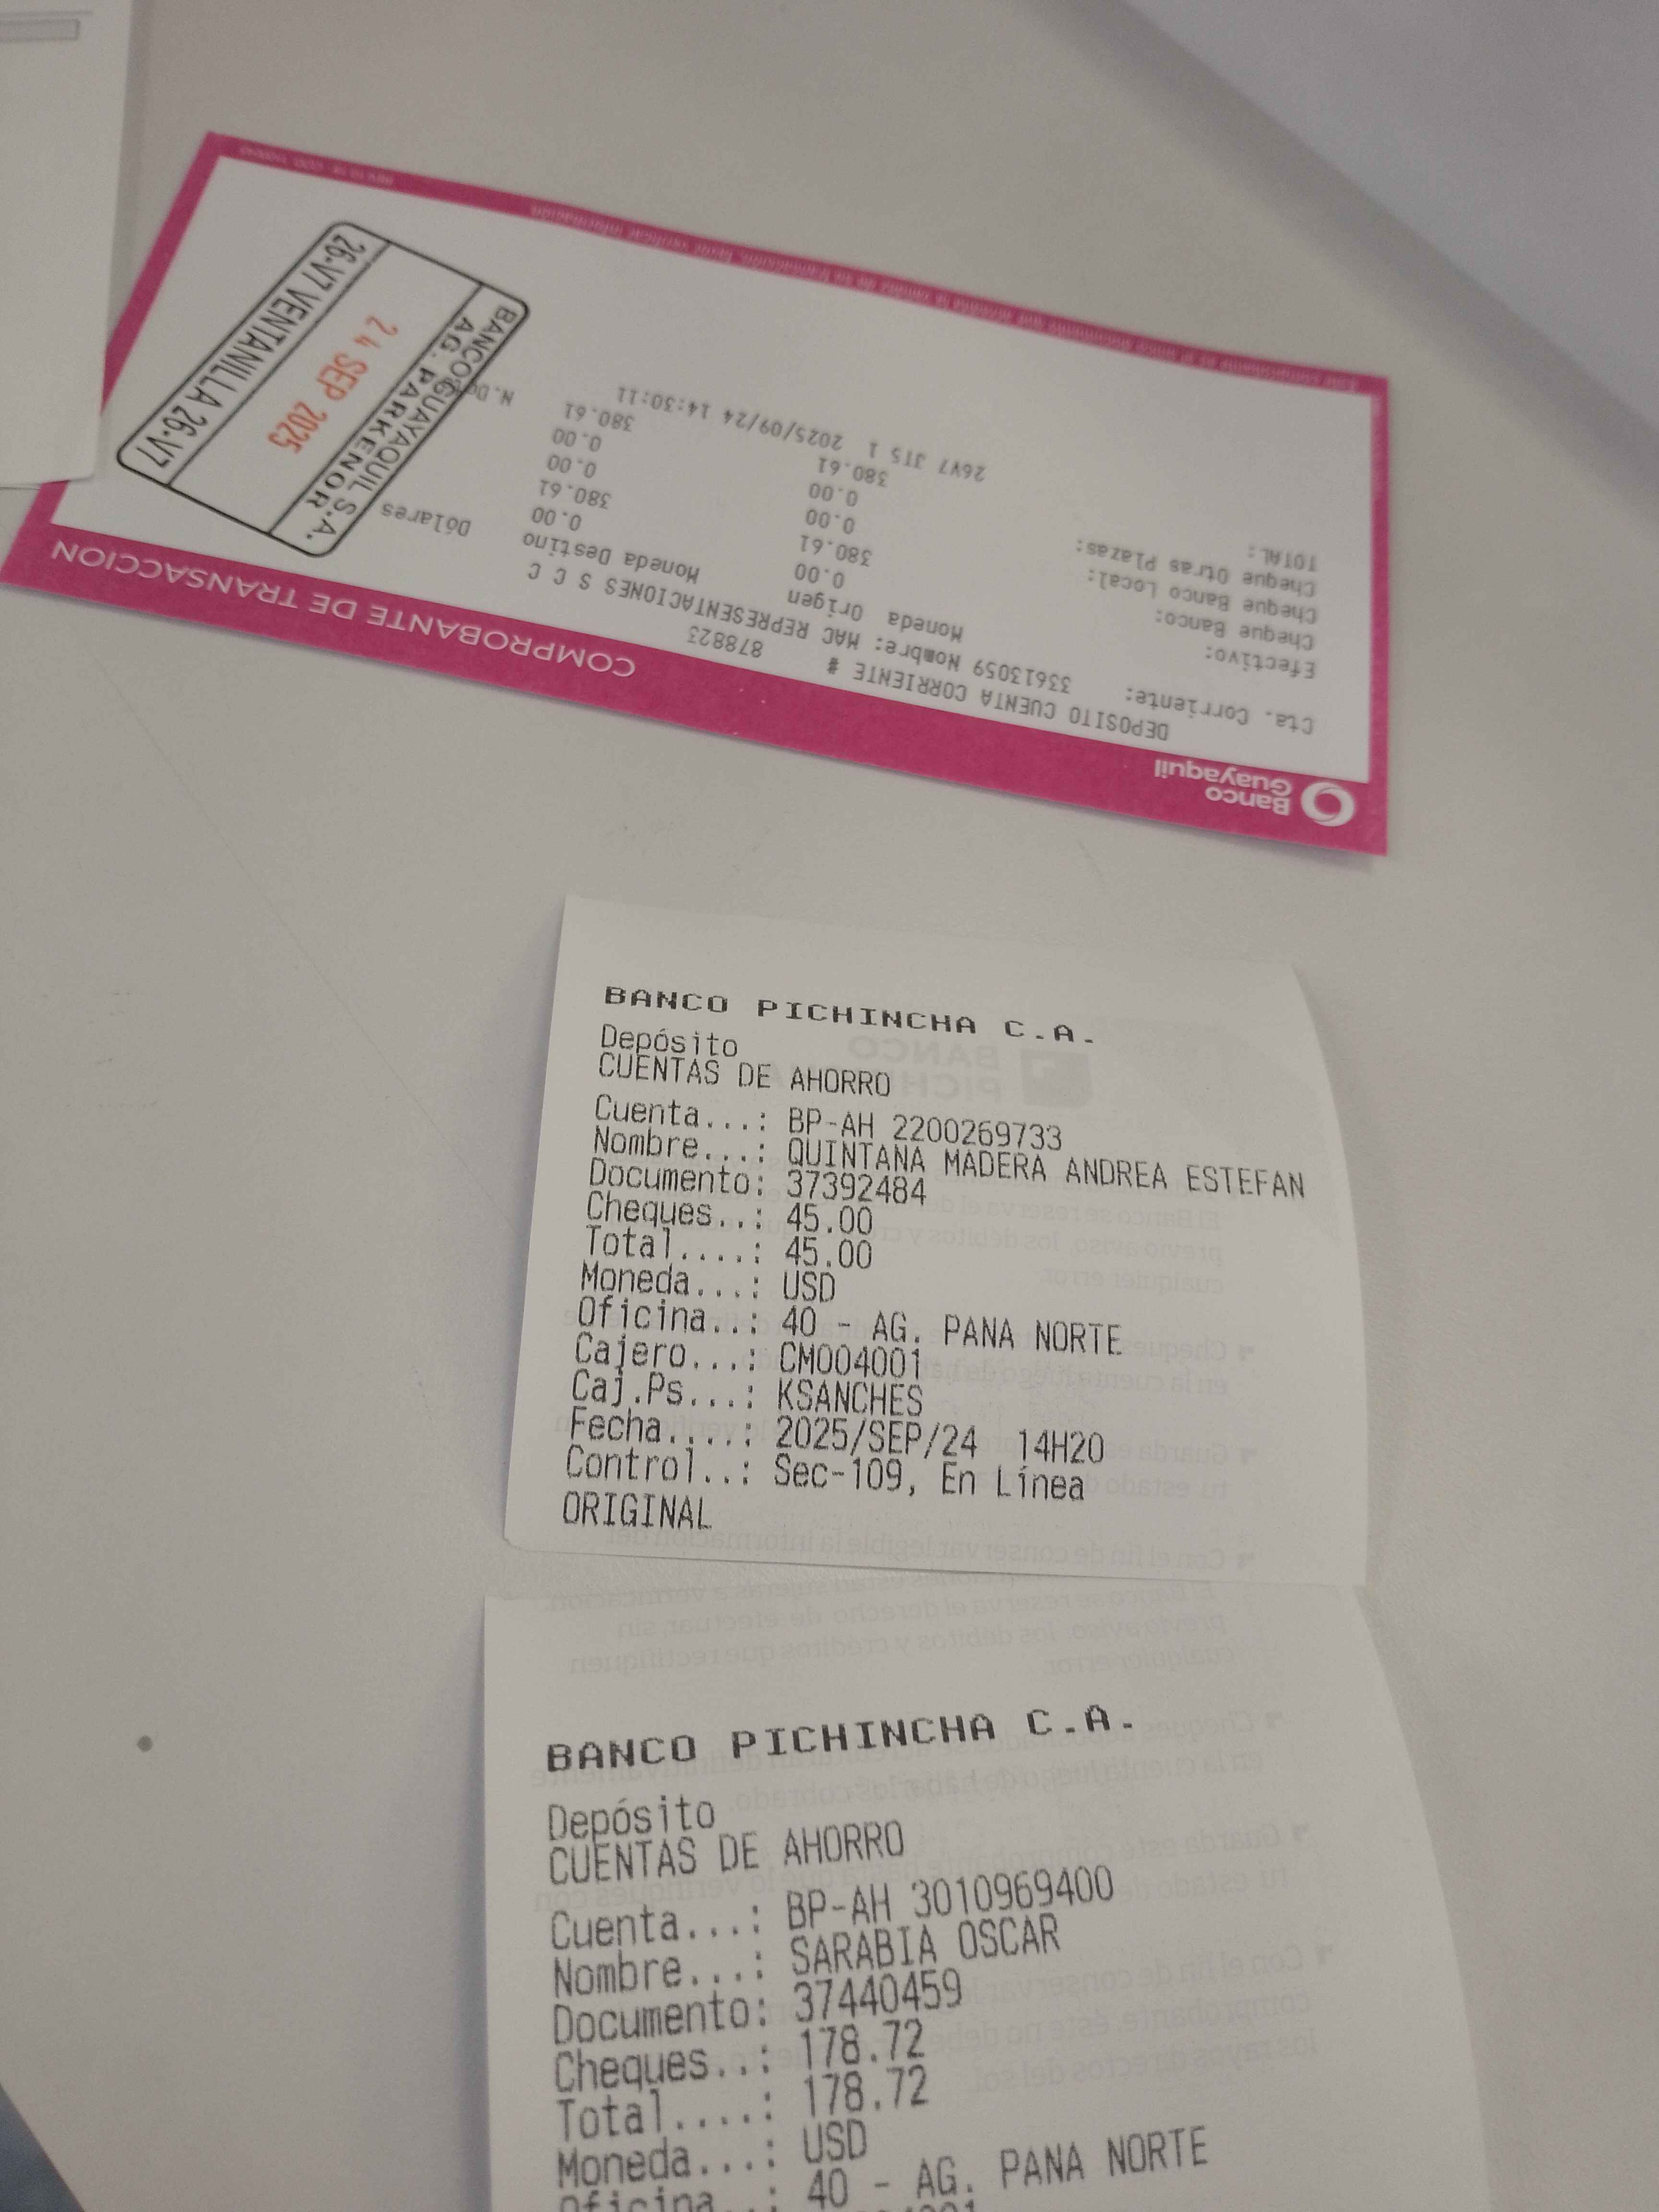 Banco
Guayaquil
COMPROBANTE DE TRANSACCION
DEPOSITO CUENTA CORRIENTE # 878823
Cta. Corriente: 33613059 Nombre: MAC REPRESENTACIONES S C C
Moneda Origen Moneda Destino Dólares
Efectivo: 0.00 0.00
Cheque Banco: 380.61 380.61
Cheque Banco Local: 0.00 0.00
Cheque Otras Plazas: 0.00 0.00
TOTAL: 380.61 380.61
26V7 JTS 1 2025/09/24 14:30:11
BANCO GUAYAQUIL S.A.
AG. PARKENOR
24 SEP 2025
26-V7 VENTANILLA 26-V7
BANCO PICHINCHA C.A.
Depósito
CUENTAS DE AHORRO
Cuenta...: BP-AH 2200269733
Nombre...: QUINTANA MADERA ANDREA ESTEFAN
Documento: 37392484
Cheques..: 45.00
Total....: 45.00
Moneda...: USD
Oficina..: 40 - AG. PANA NORTE
Cajero...: CM004001
Caj.Ps...: KSANCHES
Fecha....: 2025/SEP/24 14H20
Control..: Sec-109, En Línea
ORIGINAL
BANCO PICHINCHA C.A.
Depósito
CUENTAS DE AHORRO
Cuenta...: BP-AH 3010969400
Nombre...: SARABIA OSCAR
Documento: 37440459
Cheques..: 178.72
Total....: 178.72
Moneda...: USD
Oficina..: 40 - AG. PANA NORTE